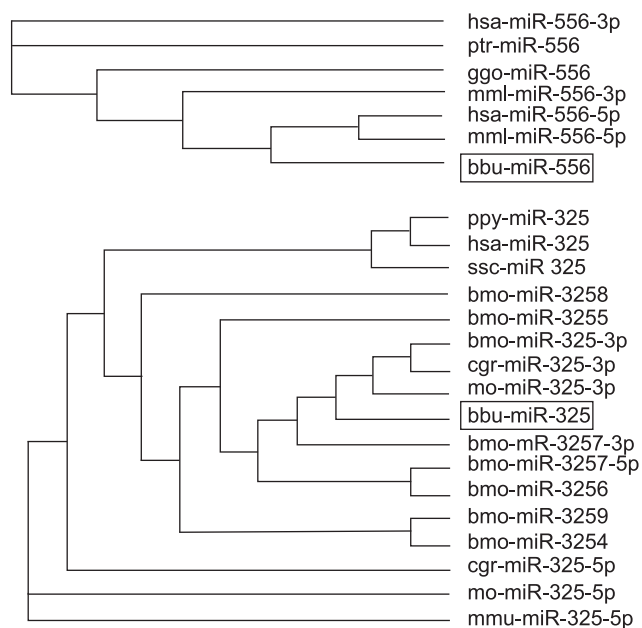 hsa-miR-556-3p
ptr-miR-556
ggo-miR-556
mml-miR-556-3p
hsa-miR-556-5p
mml-miR-556-5p
bbu-miR-556
ppy-miR-325
hsa-miR-325
ssc-miR 325
bmo-miR-3258
bmo-miR-3255
bmo-miR-325-3p
cgr-miR-325-3p
mo-miR-325-3p
bbu-miR-325
bmo-mR-3257-3p
bmo-miR-3257-5p
bmo-miR-3256
bmo-miR-3259
bmo-miR-3254
cgr-miR-325-5p
mo-miR-325-5p
mmu-miR-325-5p